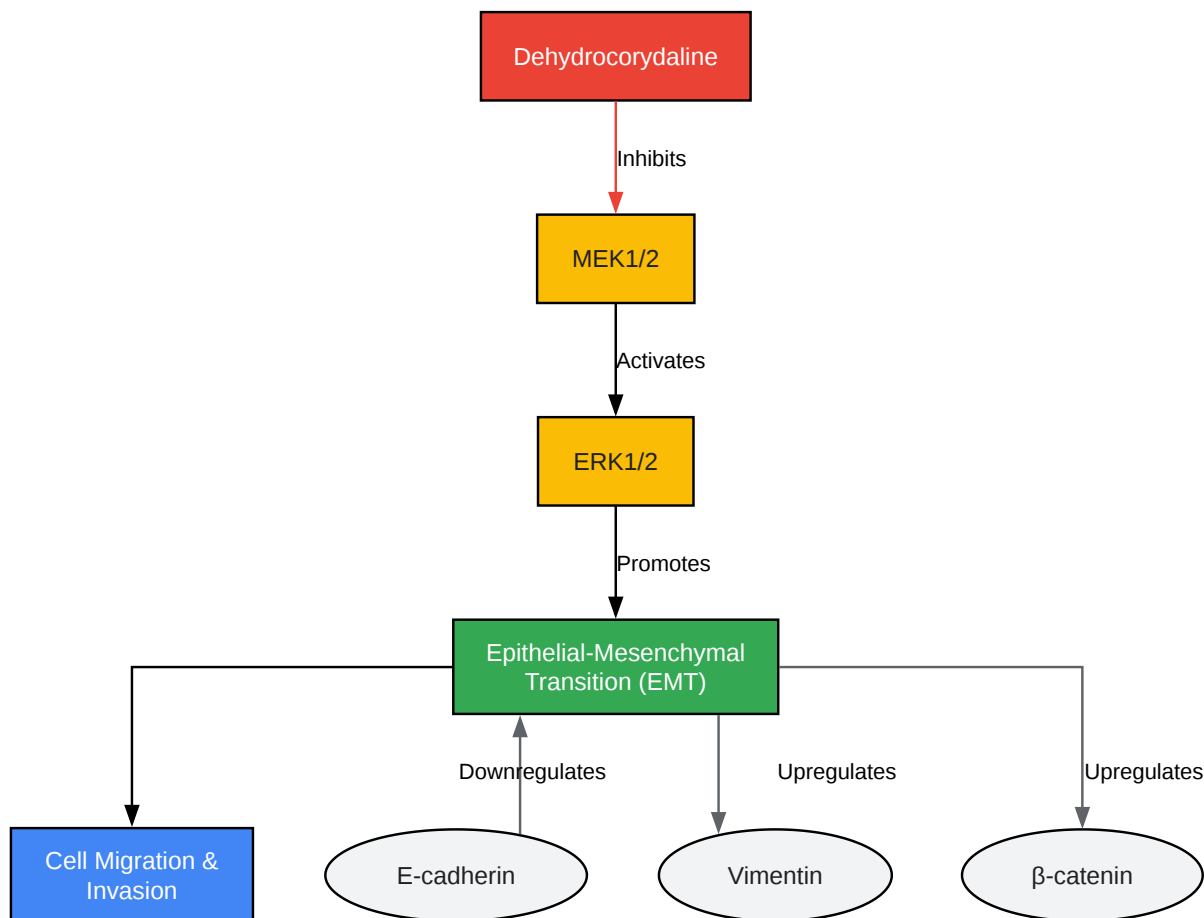 Dehydrocorydaline
Inhibits
MEK1/2
Activates
ERK1/2
Promotes
Epithelial-Mesenchymal
Transition (EMT)
Downregulates
Upregulates
Upregulates
Cell Migration &
Invasion
E-cadherin
Vimentin
β-catenin